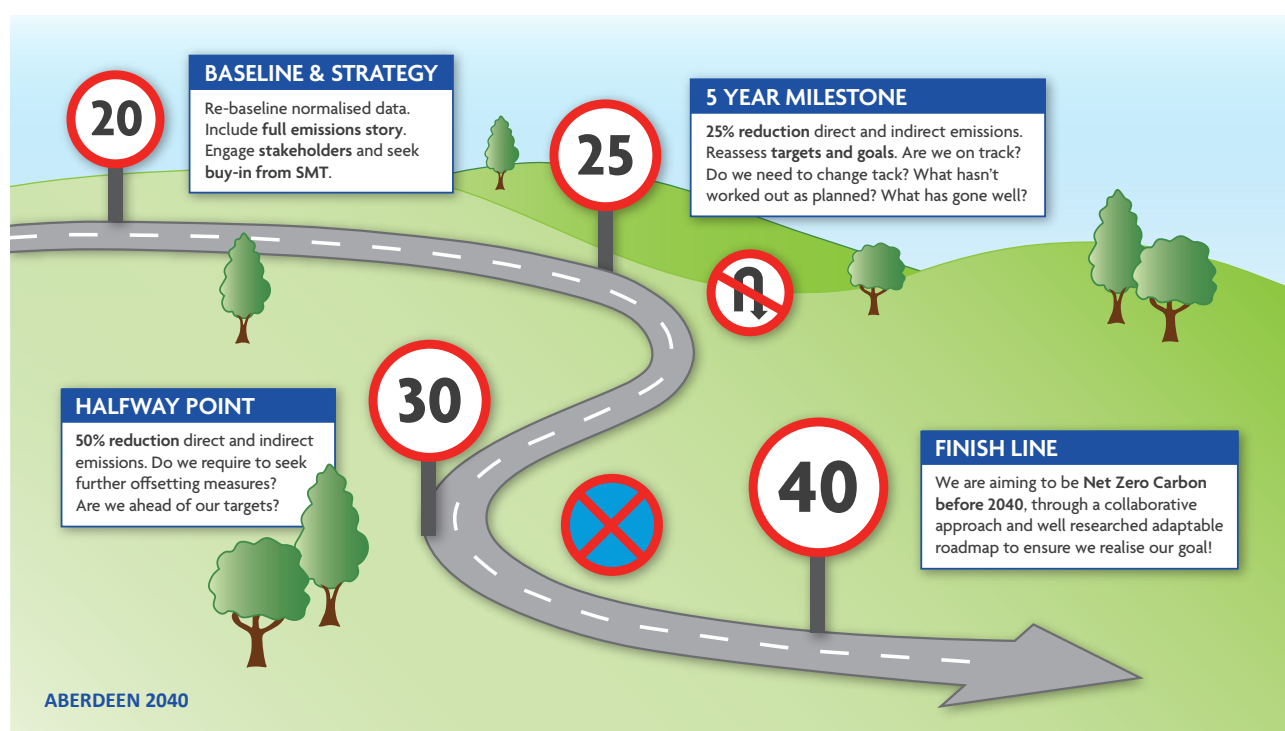 20
BASELINE & STRATEGY
Re-baseline normalised data.
Include full emissions story.
Engage stakeholders and seek
buy-in from SMT.
25
5 YEAR MILESTONE
25% reduction direct and indirect emissions.
Reassess targets and goals. Are we on track?
Do we need to change tack? What hasn't
worked out as planned? What has gone well?
30
HALFWAY POINT
50% reduction direct and indirect
emissions. Do we require to seek
further offsetting measures?
Are we ahead of our targets?
40
FINISH LINE
We are aiming to be Net Zero Carbon
before 2040, through a collaborative
approach and well researched adaptable
roadmap to ensure we realise our goal!
ABERDEEN 2040